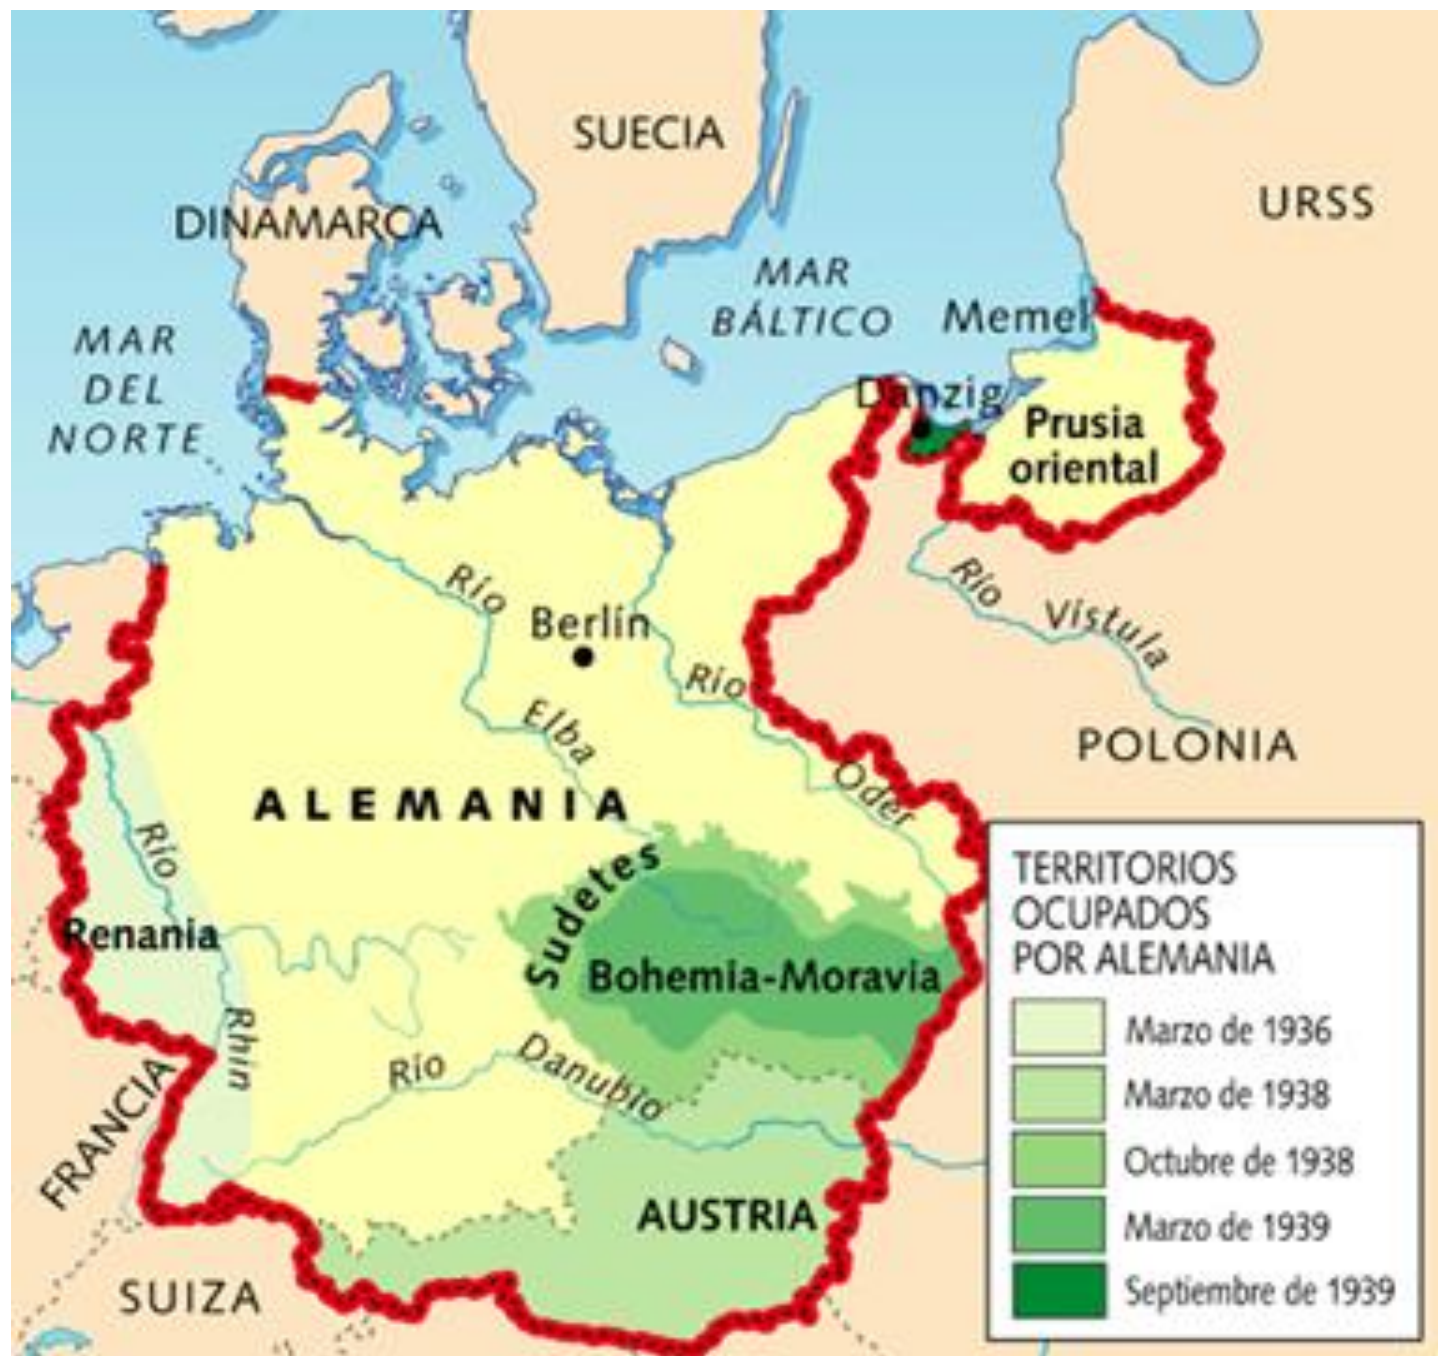 SUECIA
URSS
DINAMARCA
MAR
BÁLTICO
Memel
MAR
DEL
NORTE
Danzig
Prusia
oriental
Río
Vístula
Río
Berlín
Río
Elba
Oder
POLONIA
ALEMANIA
Río
Sudetes
Renania
Bohemia-Moravia
Rhin
Río
Danubio
FRANCIA
AUSTRIA
SUIZA
TERRITORIOS
OCUPADOS
POR ALEMANIA
Marzo de 1936
Marzo de 1938
Octubre de 1938
Marzo de 1939
Septiembre de 1939